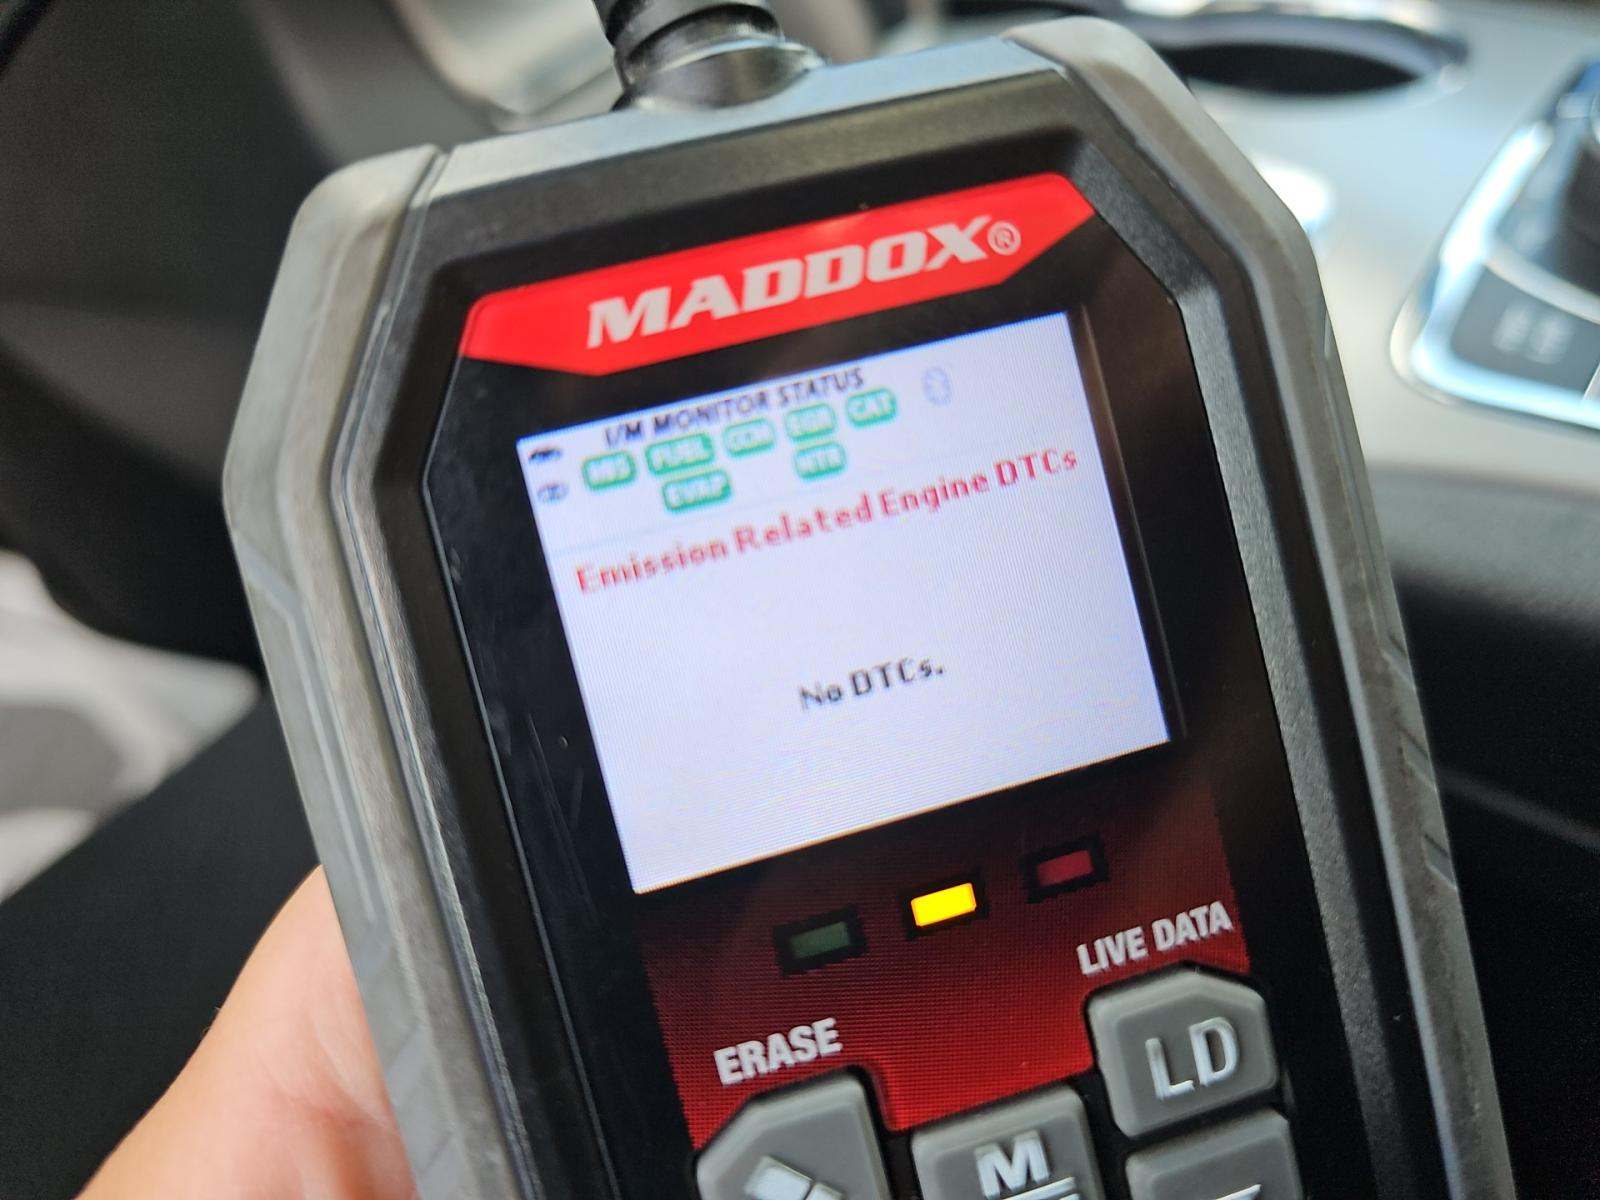 MADDOX®
I/M MONITOR STATUS
MIS FUEL CCM EGR CAT
EVAP HTR
Emission Related Engine DTCs
No DTCs.
LIVE DATA
ERASE
LD
M